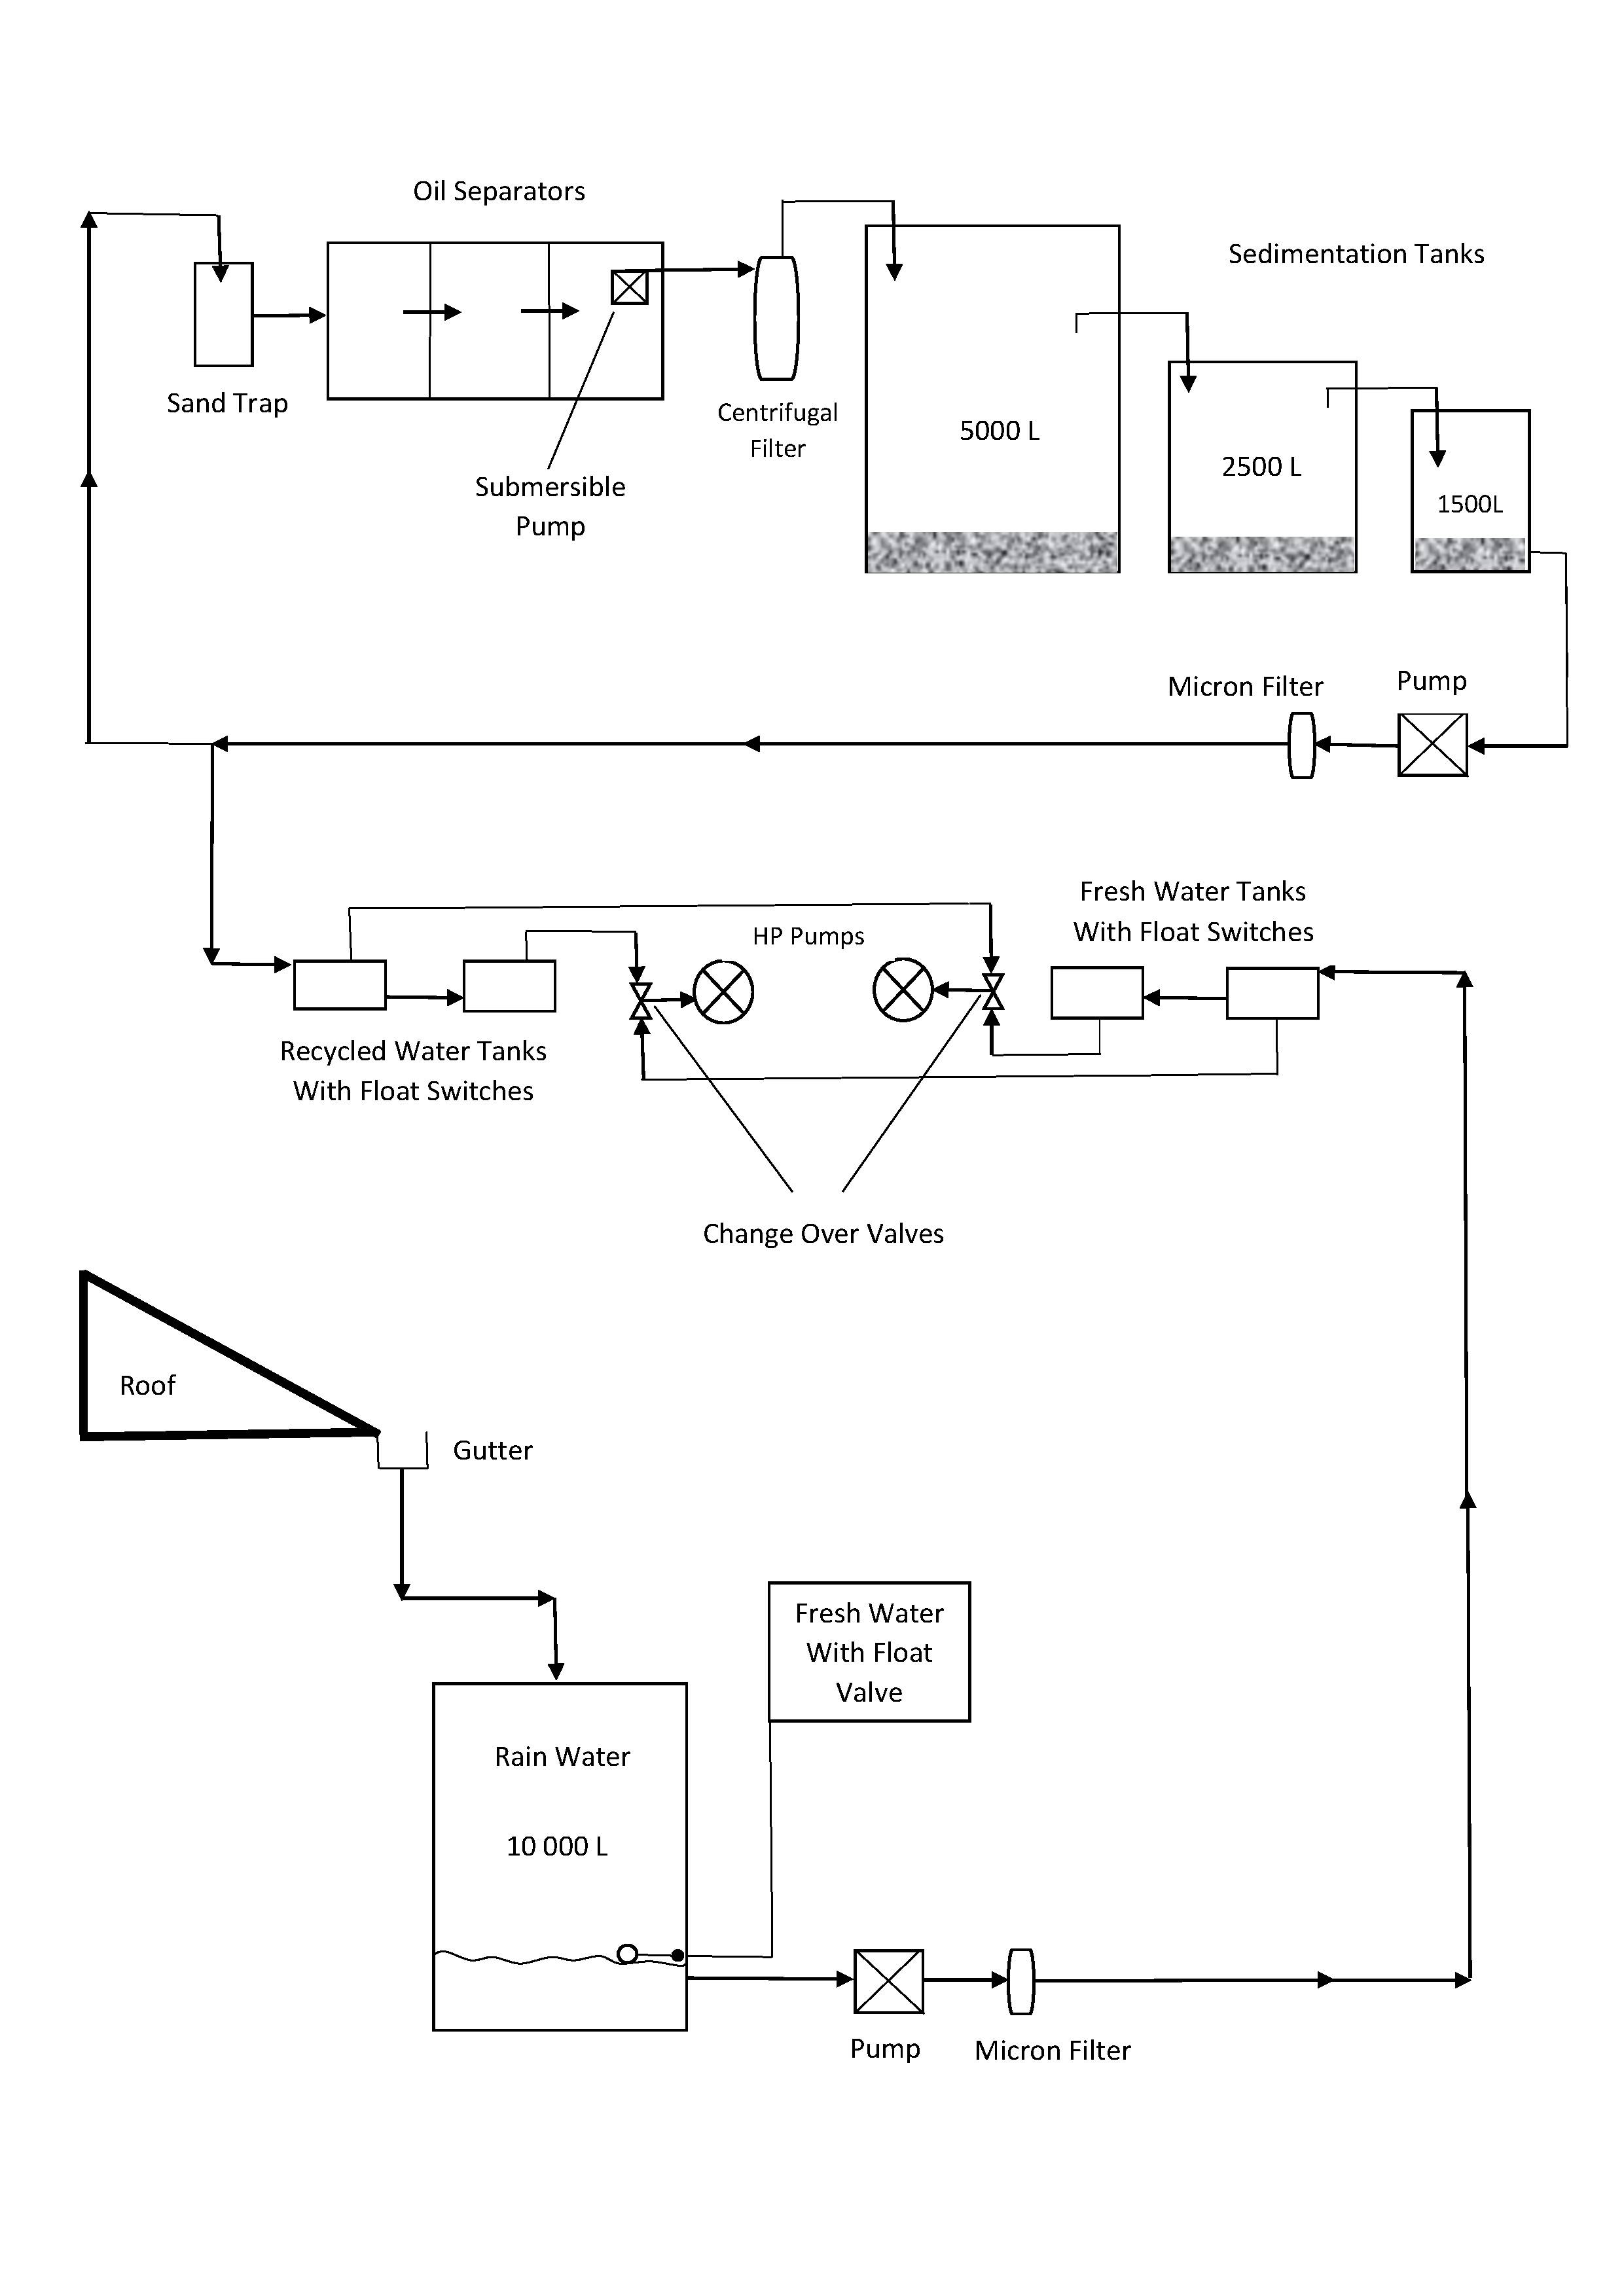 Oil Separators
Sedimentation Tanks
Sand Trap
Centrifugal
Filter
5000 L
2500 L
1500L
Submersible
Pump
Micron Filter
Pump
Fresh Water Tanks
With Float Switches
HP Pumps
Recycled Water Tanks
With Float Switches
Change Over Valves
Roof
Gutter
Fresh Water
With Float
Valve
Rain Water
10 000 L
Pump
Micron Filter